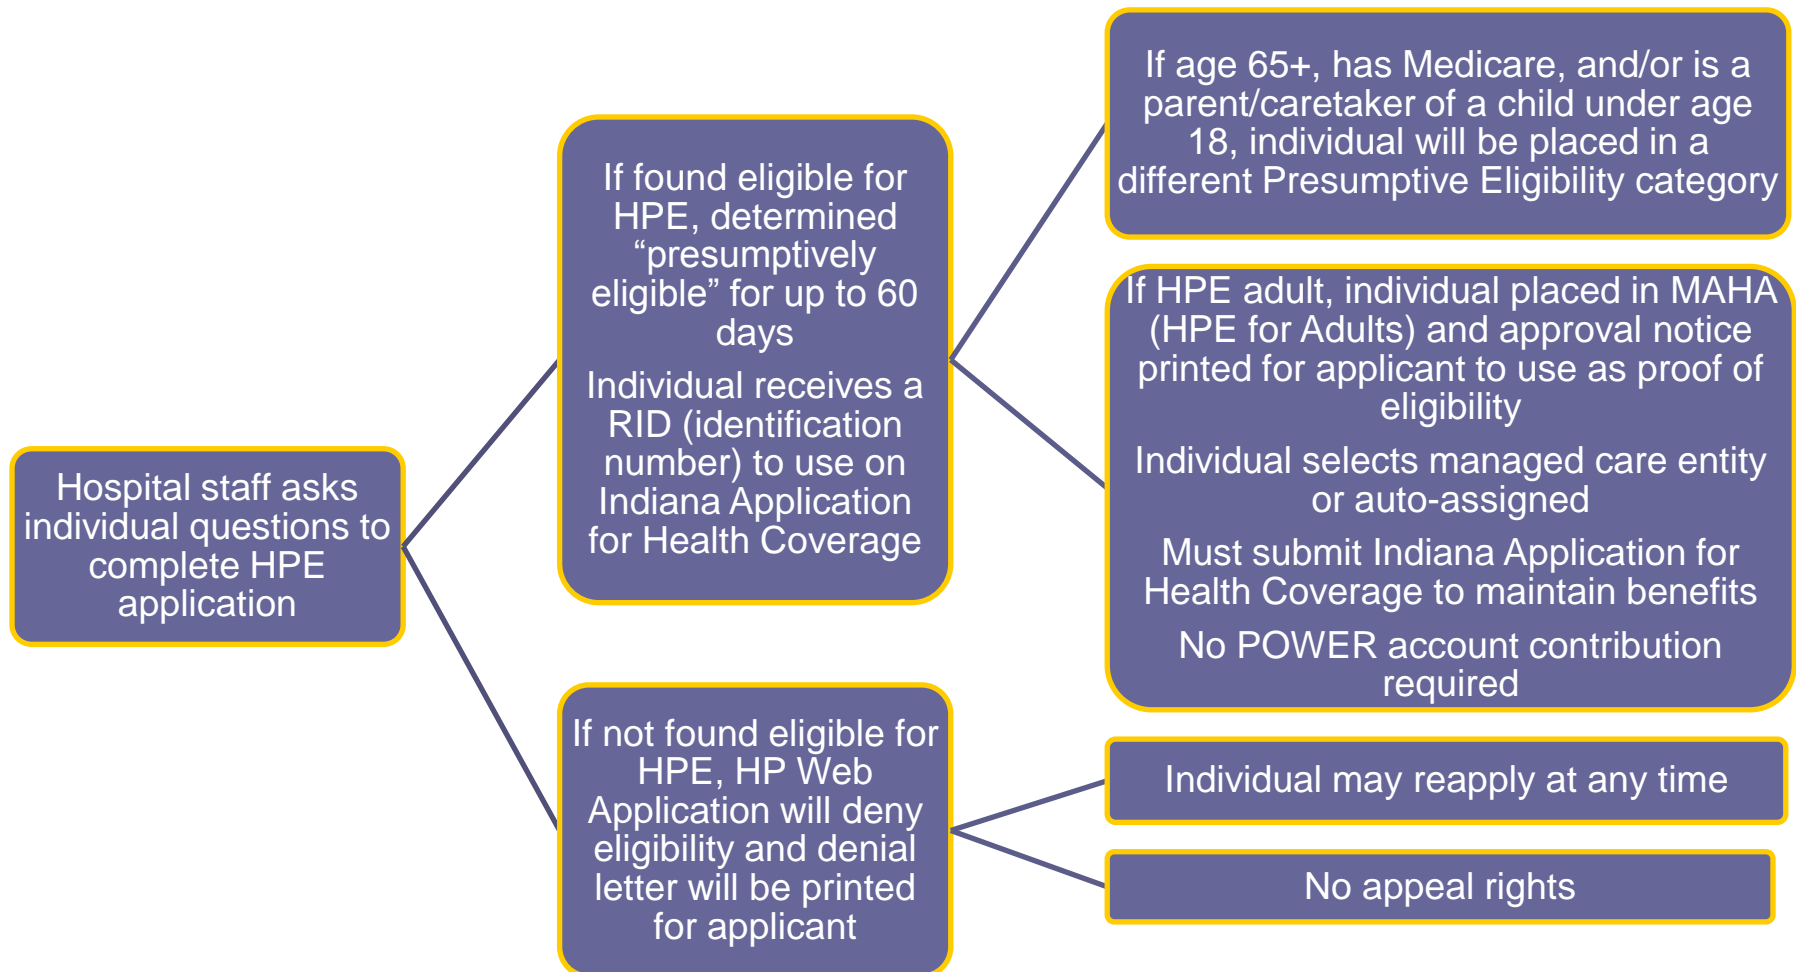 Hospital staff asks
individual questions to
complete HPE
application
If found eligible for
HPE, determined
“presumptively
eligible” for up to 60
days
Individual receives a
RID (identification
number) to use on
Indiana Application
for Health Coverage
If age 65+, has Medicare, and/or is a
parent/caretaker of a child under age
18, individual will be placed in a
different Presumptive Eligibility category
If HPE adult, individual placed in MAHA
(HPE for Adults) and approval notice
printed for applicant to use as proof of
eligibility
Individual selects managed care entity
or auto-assigned
Must submit Indiana Application for
Health Coverage to maintain benefits
No POWER account contribution
required
If not found eligible for
HPE, HP Web
Application will deny
eligibility and denial
letter will be printed
for applicant
Individual may reapply at any time
No appeal rights